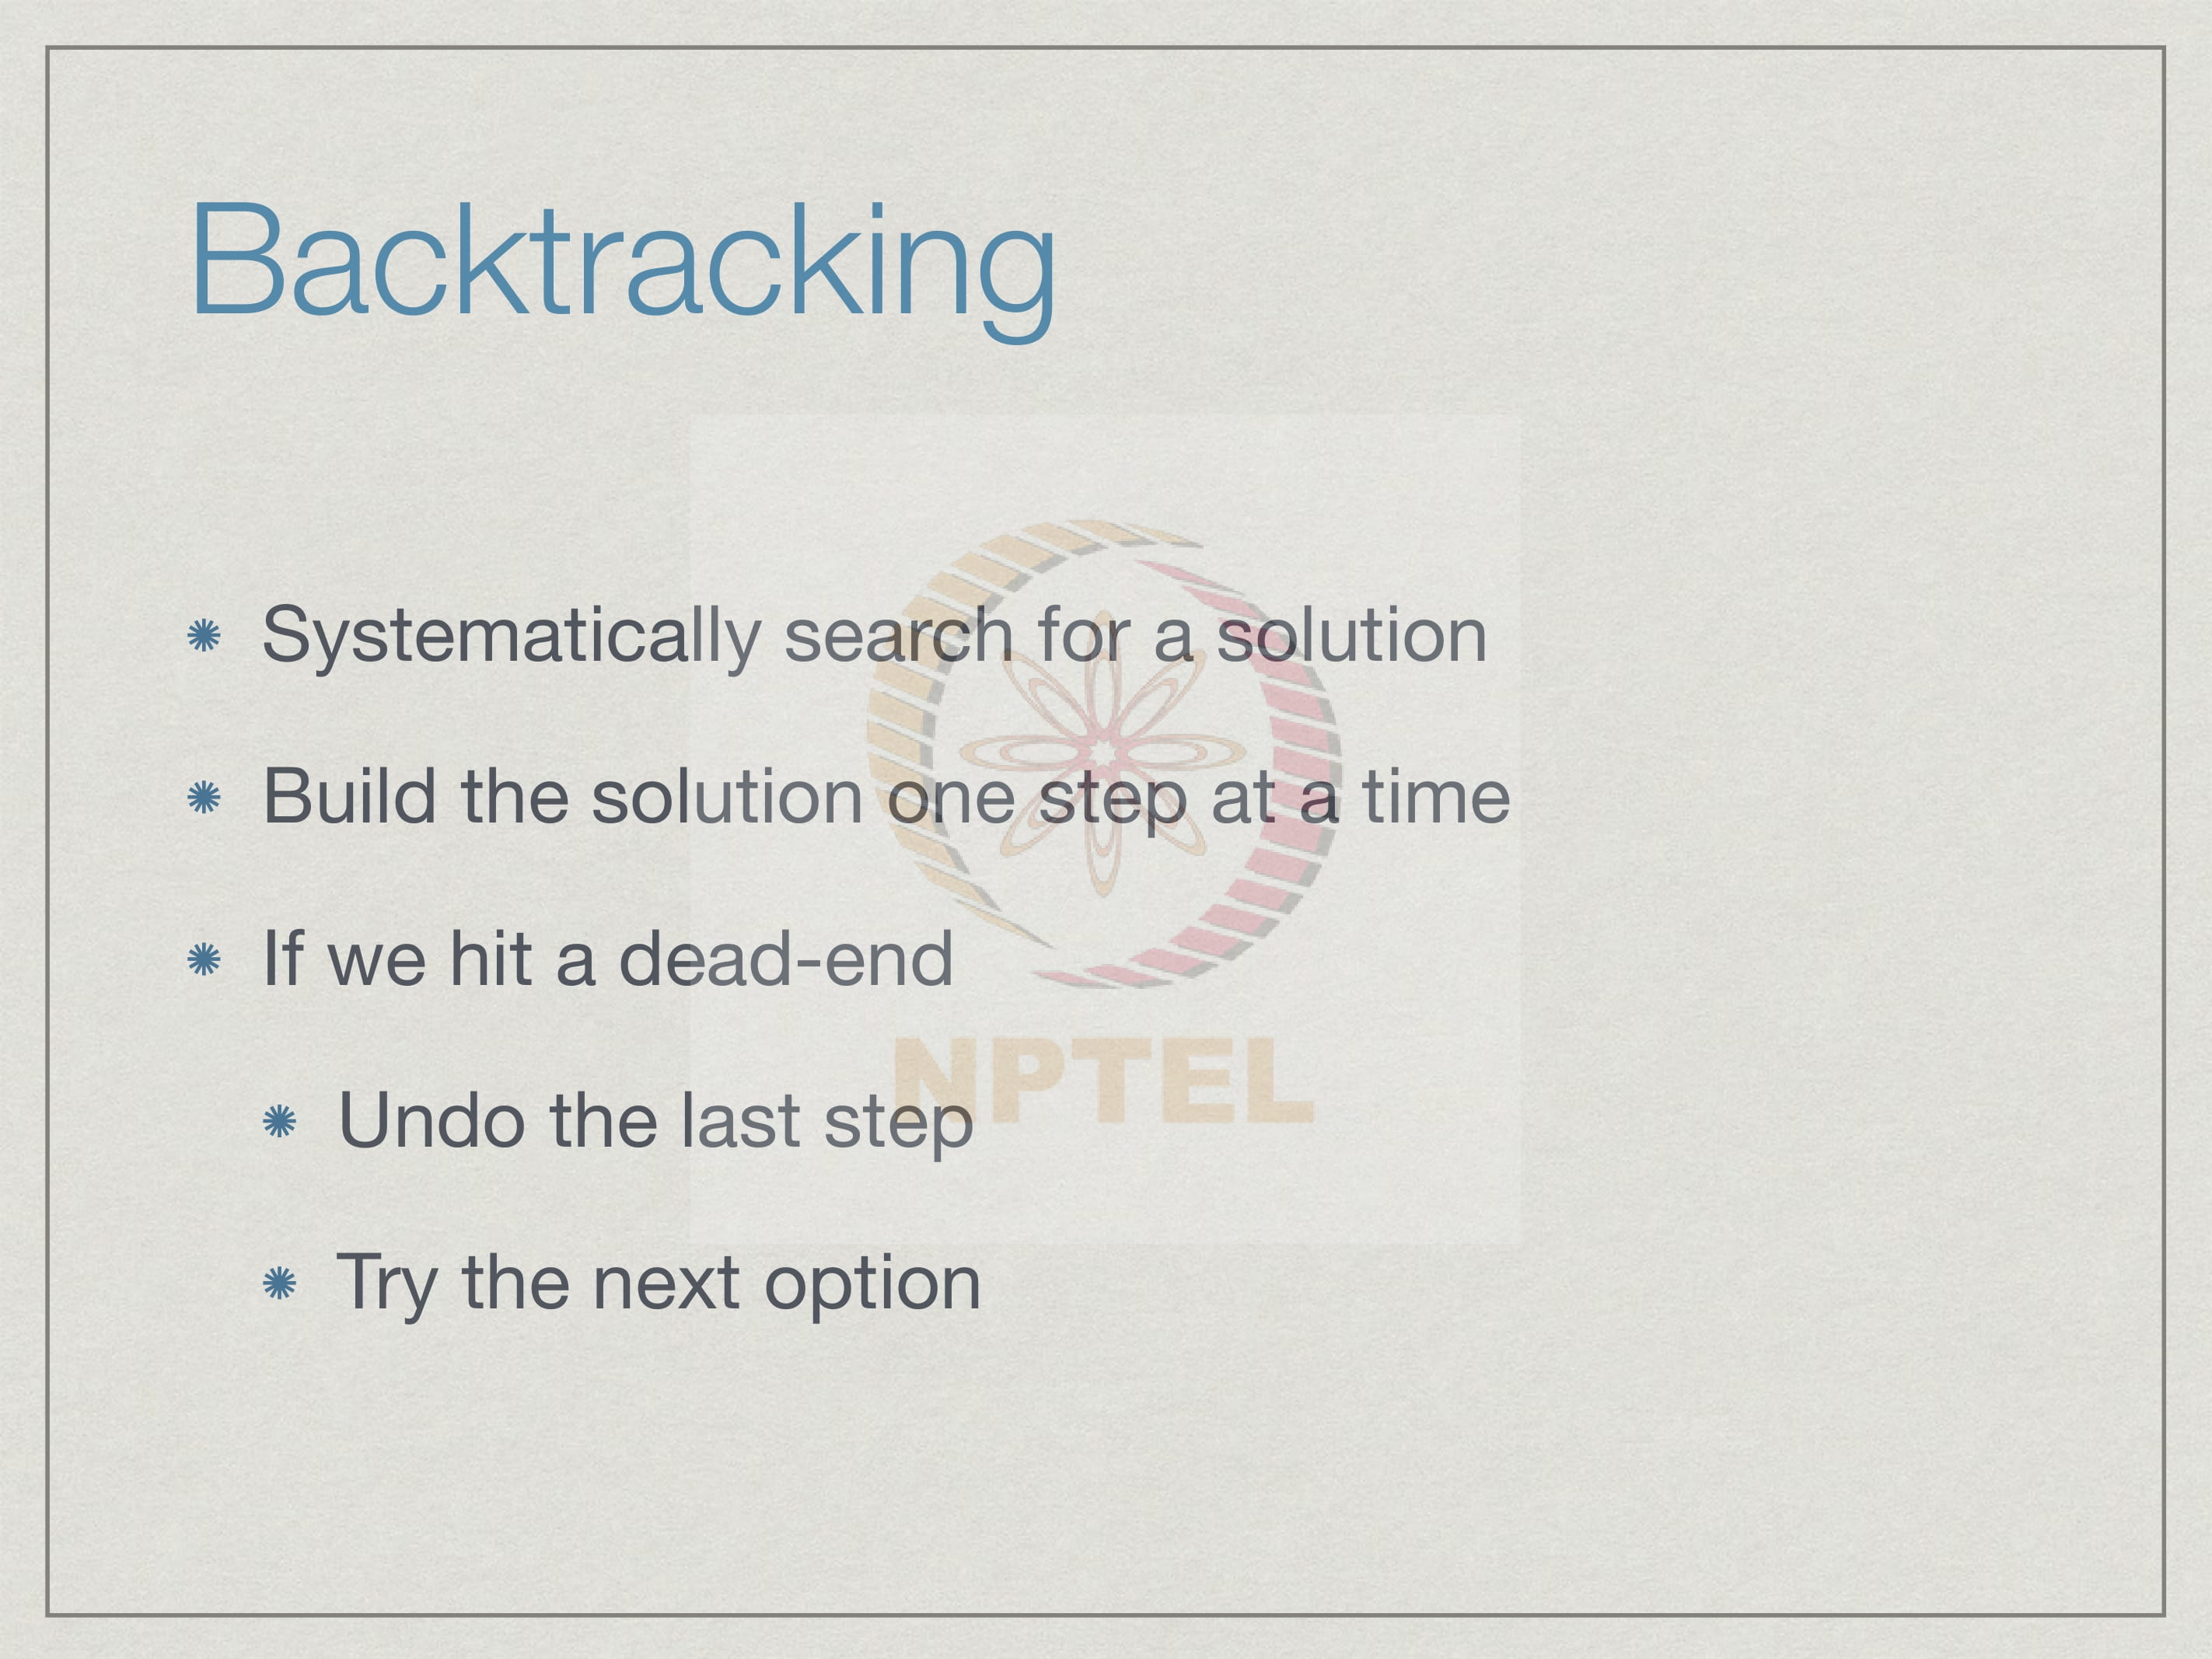 Backtracking
Systematically search for a solution
Build the solution one step at a time
If we hit a dead-end
NPTEL
Undo the last step
Try the next option